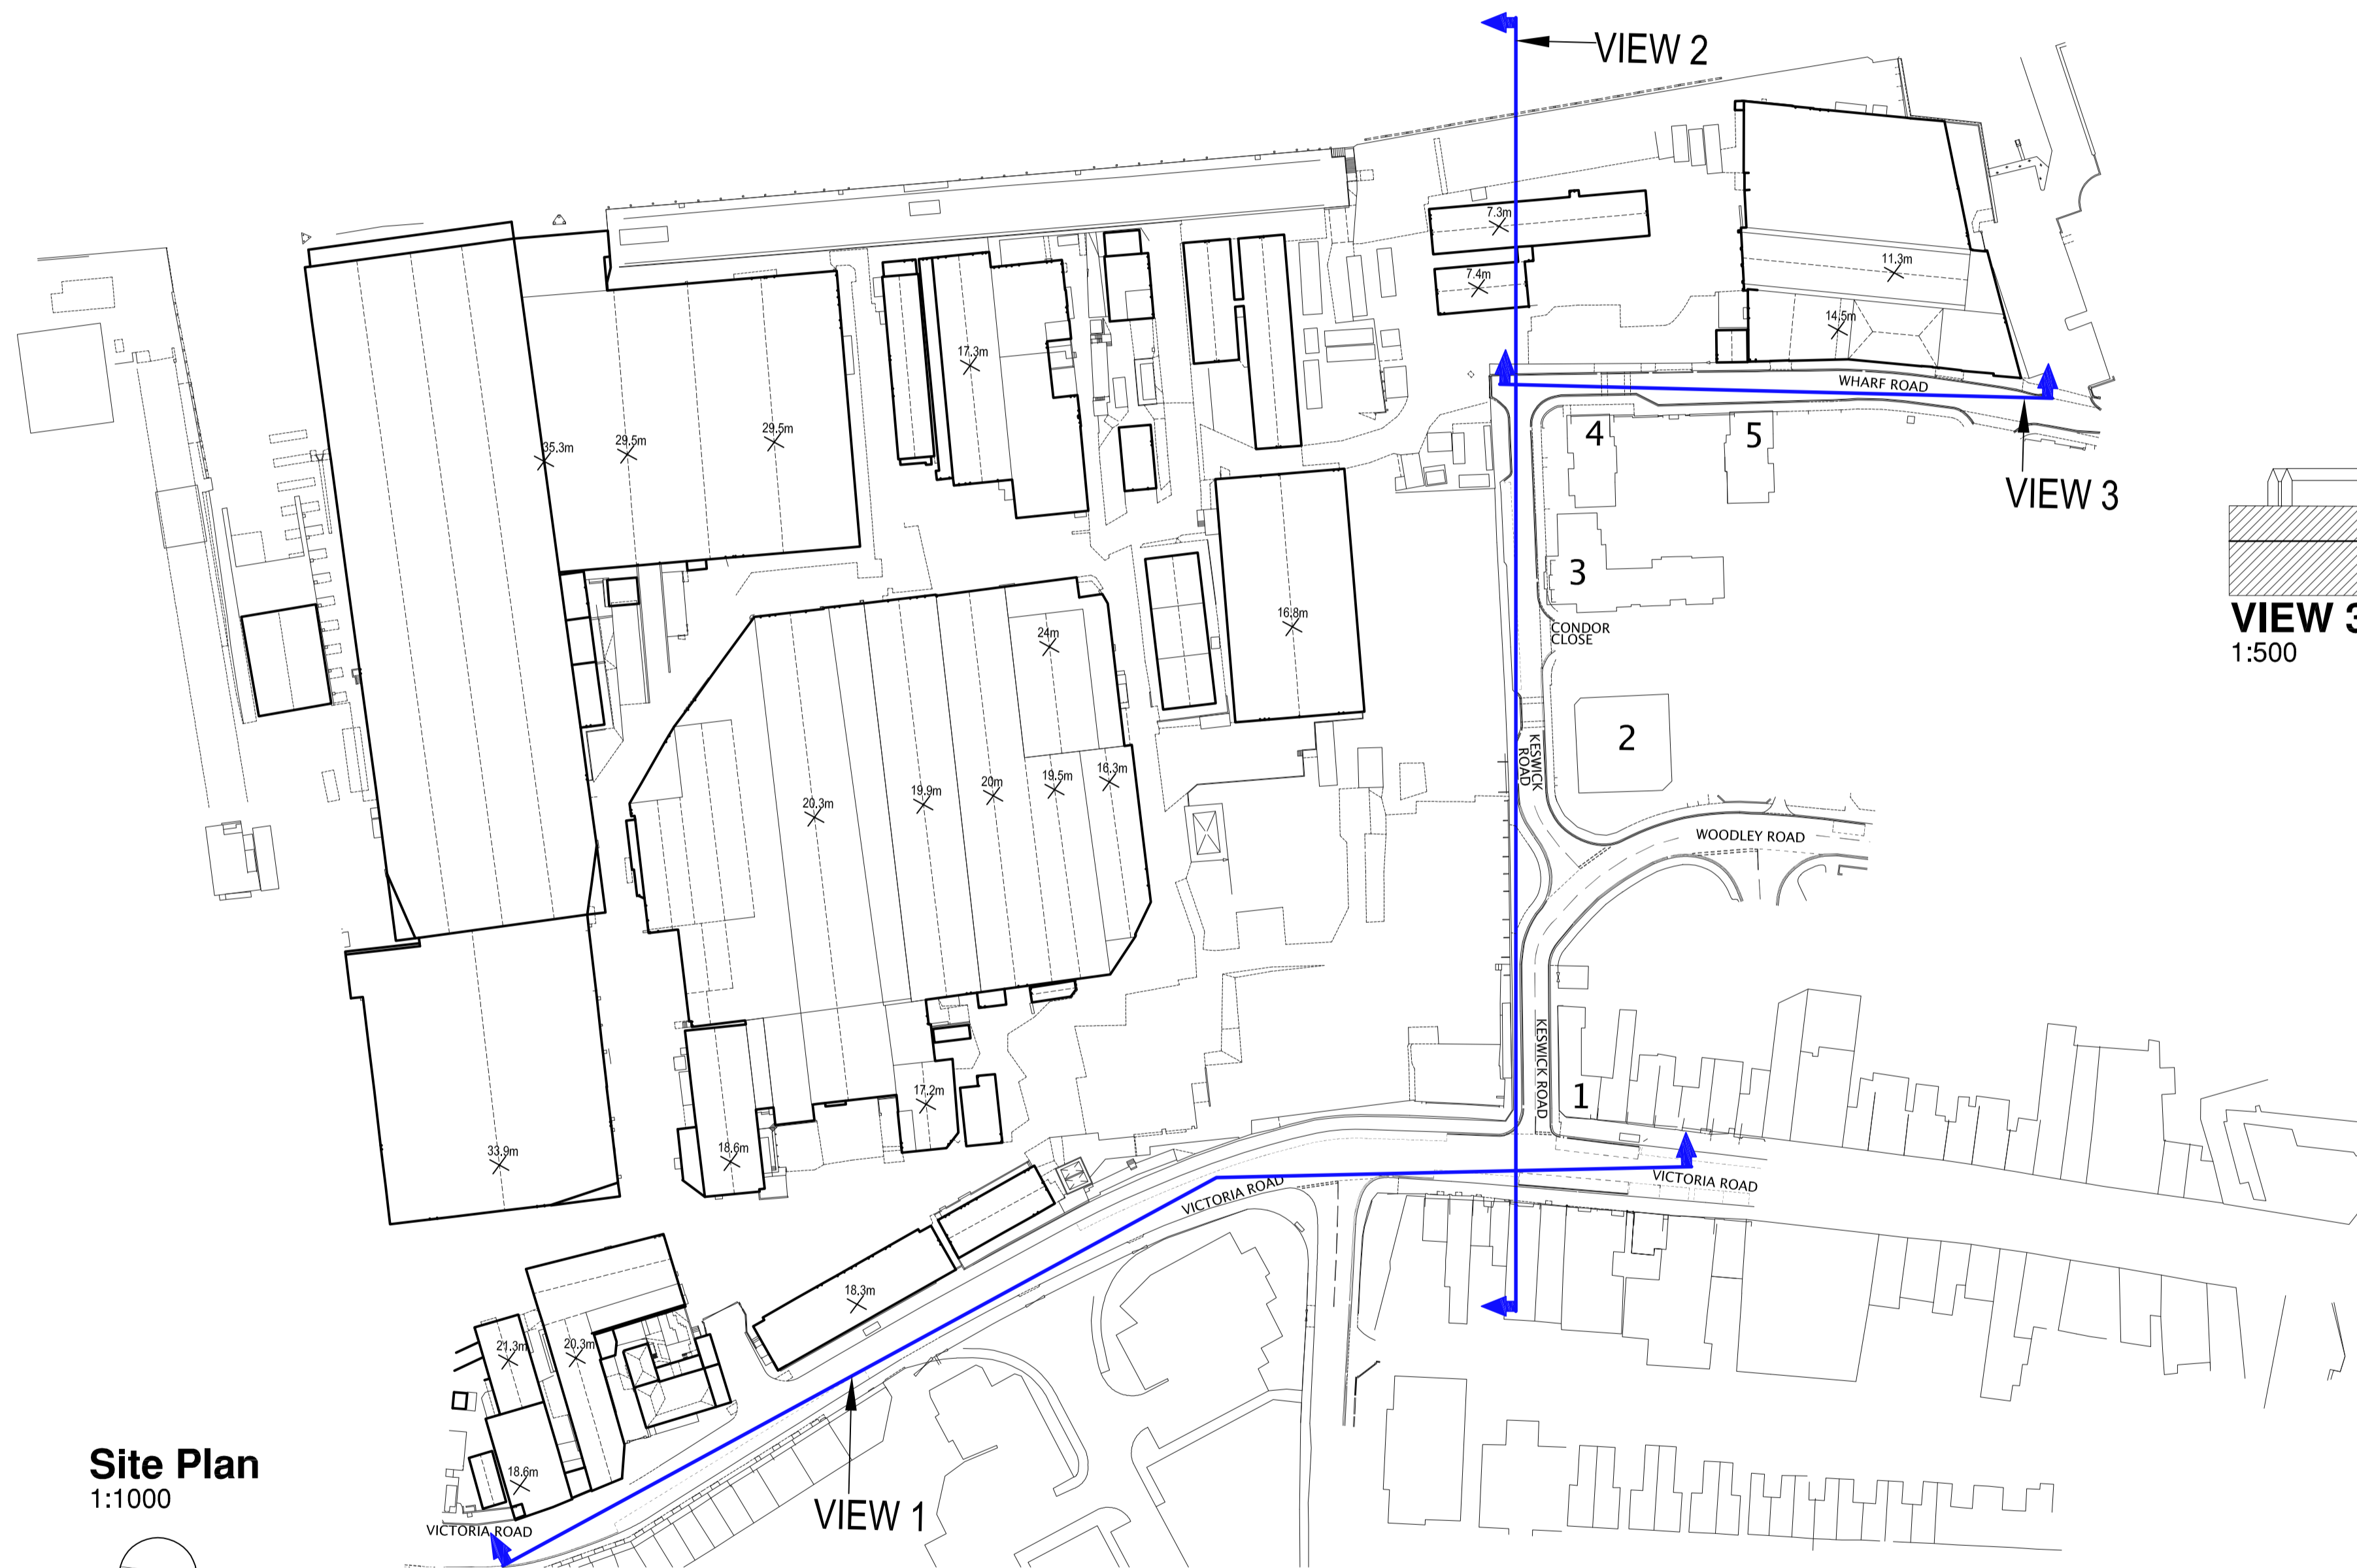 VIEW 2
7.3m
7.4m
11.3m
14.5m
WHARF ROAD
17.3m
35.3m
29.5m
29.5m
4
5
VIEW 3
3
CONDOR
CLOSE
VIEW 3
1:500
16.8m
24m
2
KESWICK
ROAD
20.3m
19.9m
20m
19.5m
16.3m
WOODLEY ROAD
KESWICK ROAD
1
17.2m
18.6m
33.9m
VICTORIA ROAD
VICTORIA ROAD
18.3m
21.3m
20.3m
18.6m
Site Plan
1:1000
VICTORIA ROAD
VIEW 1